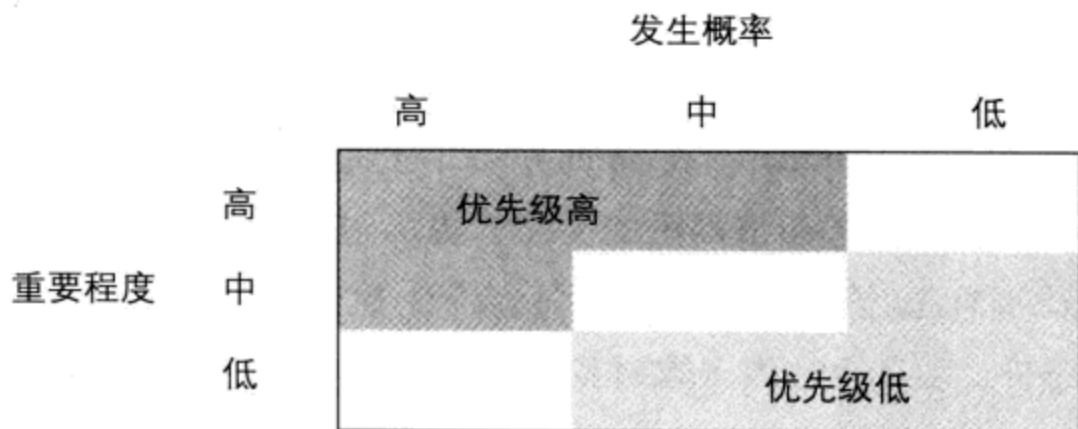 发生概率
高 中 低
高 优先级高
重要程度 中
低 优先级低